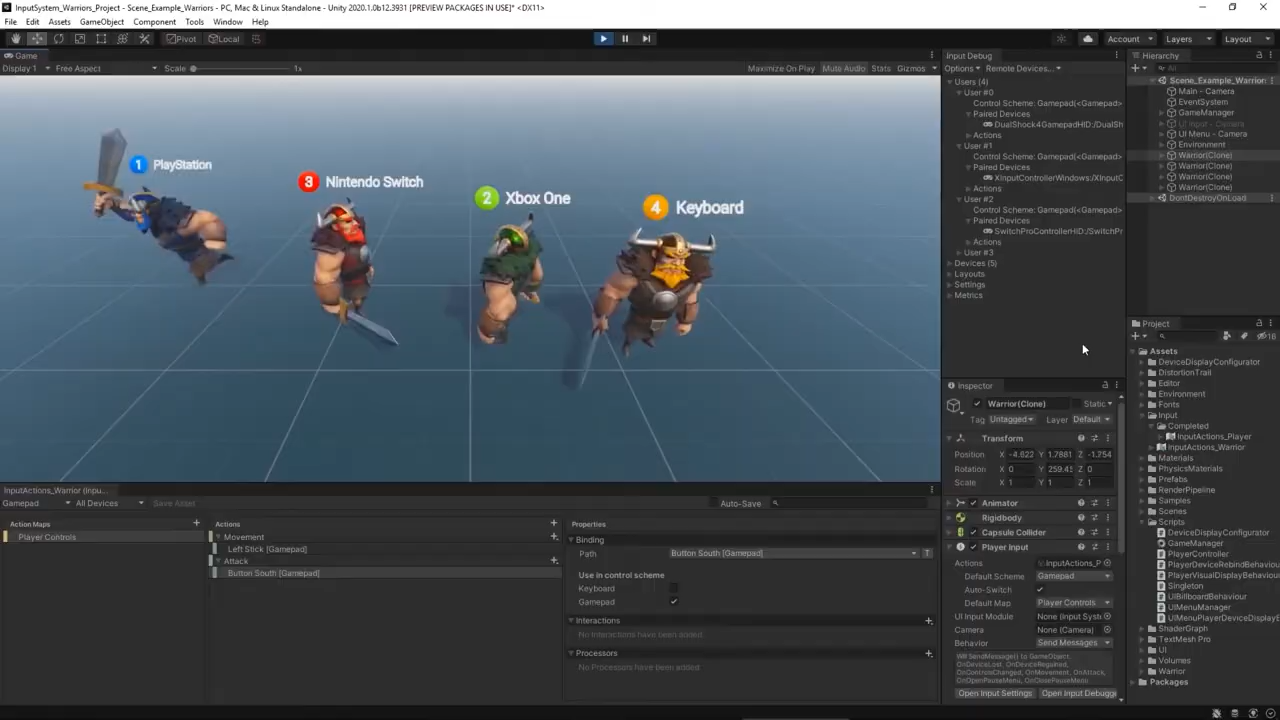 InputSystem_Warriors_Project - Scene_Example_Warriors - PC, Mac & Linux Standalone - Unity 2020.1.0b12.3931 [PREVIEW PACKAGES IN USE]* <DX11>
File Edit Assets GameObject Component Tools Window Help
Pivot Local Account Layers Layout
Game
Display 1 Free Aspect Scale 1x Maximize On Play Mute Audio Stats Gizmos
1 PlayStation
3 Nintendo Switch
2 Xbox One
4 Keyboard
Input Debug
Options Remote Devices...
Users (4)
User #0
Control Scheme: Gamepad(<Gamepad>
Paired Devices
DualShock4GamepadHID:/DualSh
Actions
User #1
Control Scheme: Gamepad(<Gamepad>
Paired Devices
XInputControllerWindows:/XInputC
Actions
User #2
Control Scheme: Gamepad(<Gamepad>
Paired Devices
SwitchProControllerHID:/SwitchPr
Actions
User #3
Devices (5)
Layouts
Settings
Metrics
Hierarchy
All
Scene_Example_Warrior
Main - Camera
EventSystem
GameManager
UI Input - Camera
UI Menu - Camera
Environment
Warrior(Clone)
Warrior(Clone)
Warrior(Clone)
Warrior(Clone)
DontDestroyOnLoad
Project
16
Assets
DeviceDisplayConfigurator
DistortionTrail
Editor
Environment
Fonts
Input
Completed
InputActions_Player
InputActions_Warrior
Materials
PhysicsMaterials
Prefabs
RenderPipeline
Samples
Scenes
Scripts
DeviceDisplayConfigurator
GameManager
PlayerController
PlayerDeviceRebindBehaviou
PlayerVisualDisplayBehaviou
Singleton
UIBillboardBehaviour
UIMenuManager
UIMenuPlayerDeviceDisplayB
ShaderGraph
TextMesh Pro
UI
Volumes
Warrior
Packages
Inspector
Warrior(Clone) Static
Tag Untagged Layer Default
Transform
Position X -4.622 Y 1.7881 Z -1.754
Rotation X 0 Y 259.43 Z 0
Scale X 1 Y 1 Z 1
Animator
Rigidbody
Capsule Collider
Player Input
Actions InputActions_P
Default Scheme Gamepad
Auto-Switch
Default Map Player Controls
UI Input Module None (Input Syst
Camera None (Camera)
Behavior Send Messages
Will SendMessage() to GameObject:
OnDeviceLost, OnDeviceRegained,
OnControlsChanged, OnMovement, OnAttack,
OnOpenPauseMenu, OnClosePauseMenu
Open Input Settings Open Input Debugge
InputActions_Warrior (Inpu...
Gamepad All Devices Save Asset Auto-Save
Action Maps
Player Controls
Actions
Movement
Left Stick [Gamepad]
Attack
Button South [Gamepad]
Properties
Binding
Path Button South [Gamepad] T
Use in control scheme
Keyboard
Gamepad
Interactions
No Interactions have been added.
Processors
No Processors have been added.